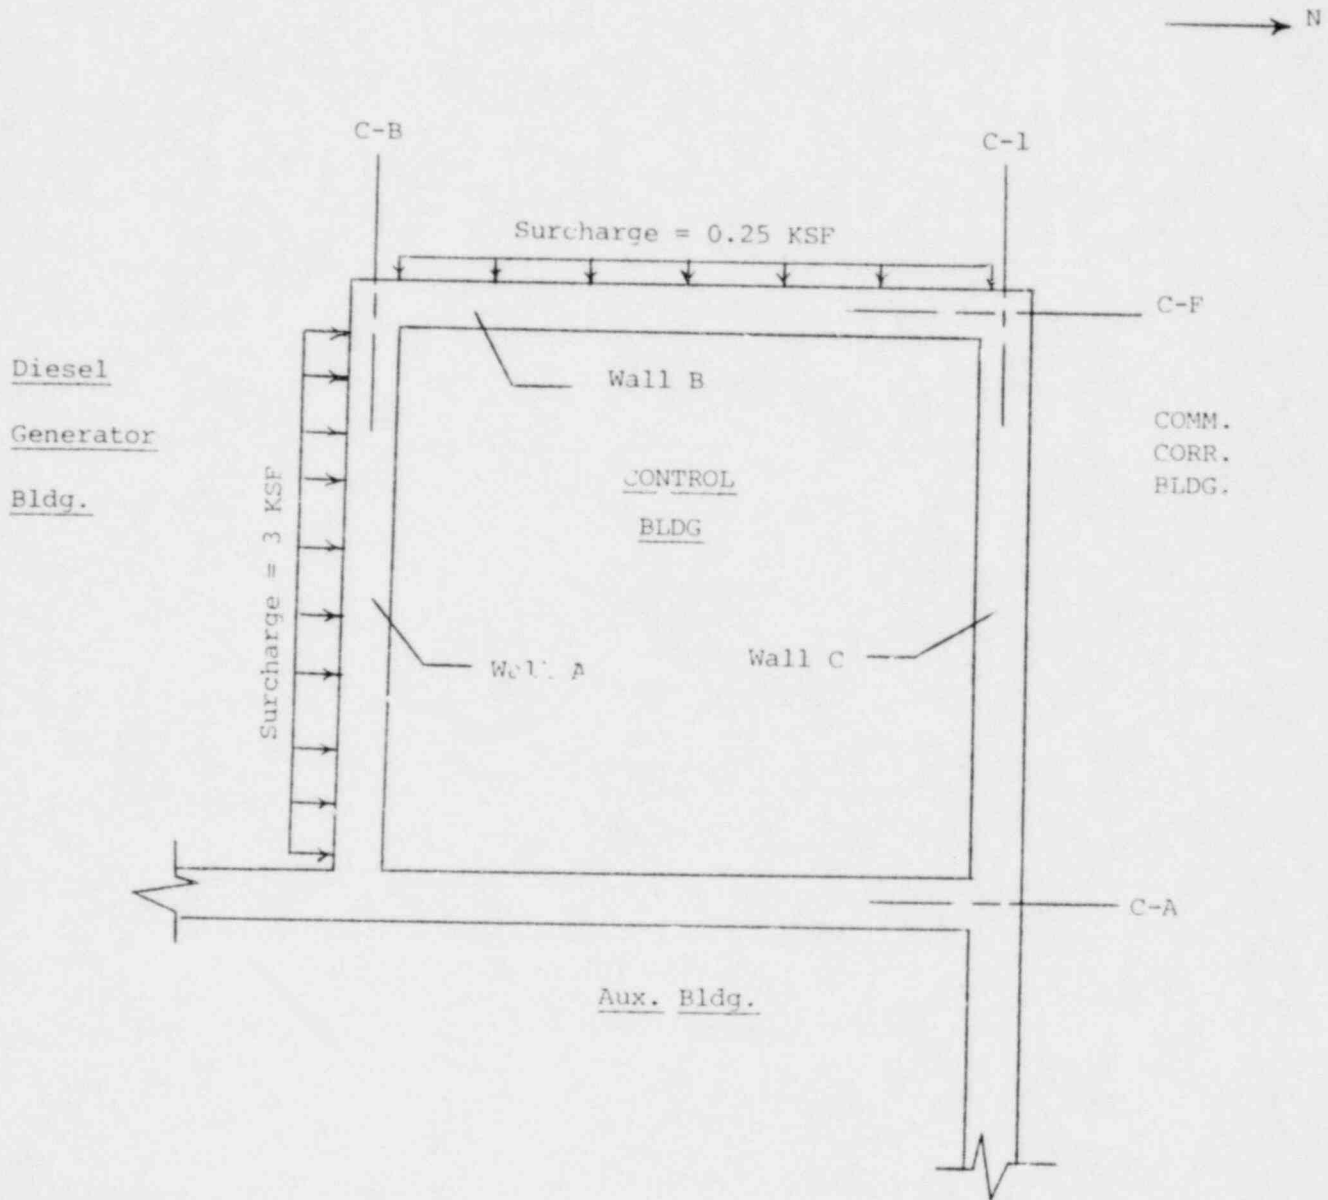 N
C-B
C-1
Surcharge = 0.25 KSF
C-F
Diesel
Generator
Bldg.
Wall B
COMM.
CORR.
BLDG.
CONTROL
BLDG
Surcharge = 3 KSF
Wall A
Wall C
C-A
Aux. Bldg.